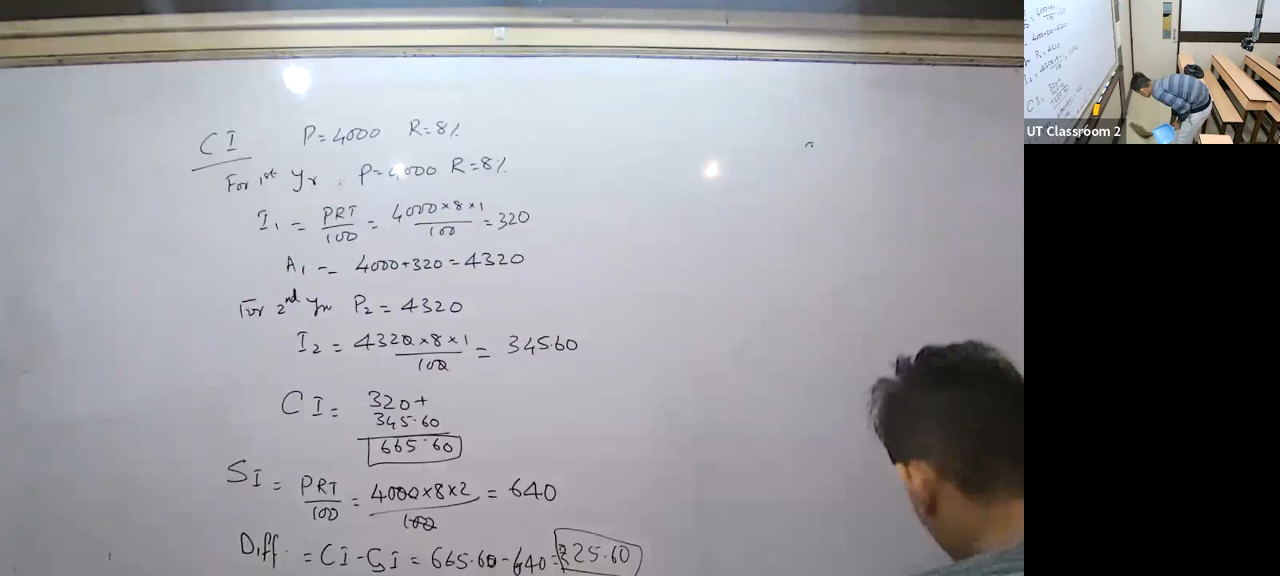 CI P=4000 R=8%
For 1st yr. P=4000 R=8%
I₁ = PRT/100 = 4000×8×1/100 = 320
A₁ = 4000+320=4320
For 2nd yr P₂=4320
I₂ = 4320×8×1/100 = 345.60
CI= 320+
345.60
665.60
SI = PRT/100 = 4000×8×2/100 = 640
Diff. = CI-SI = 665.60-640= ₹25.60
UT Classroom 2